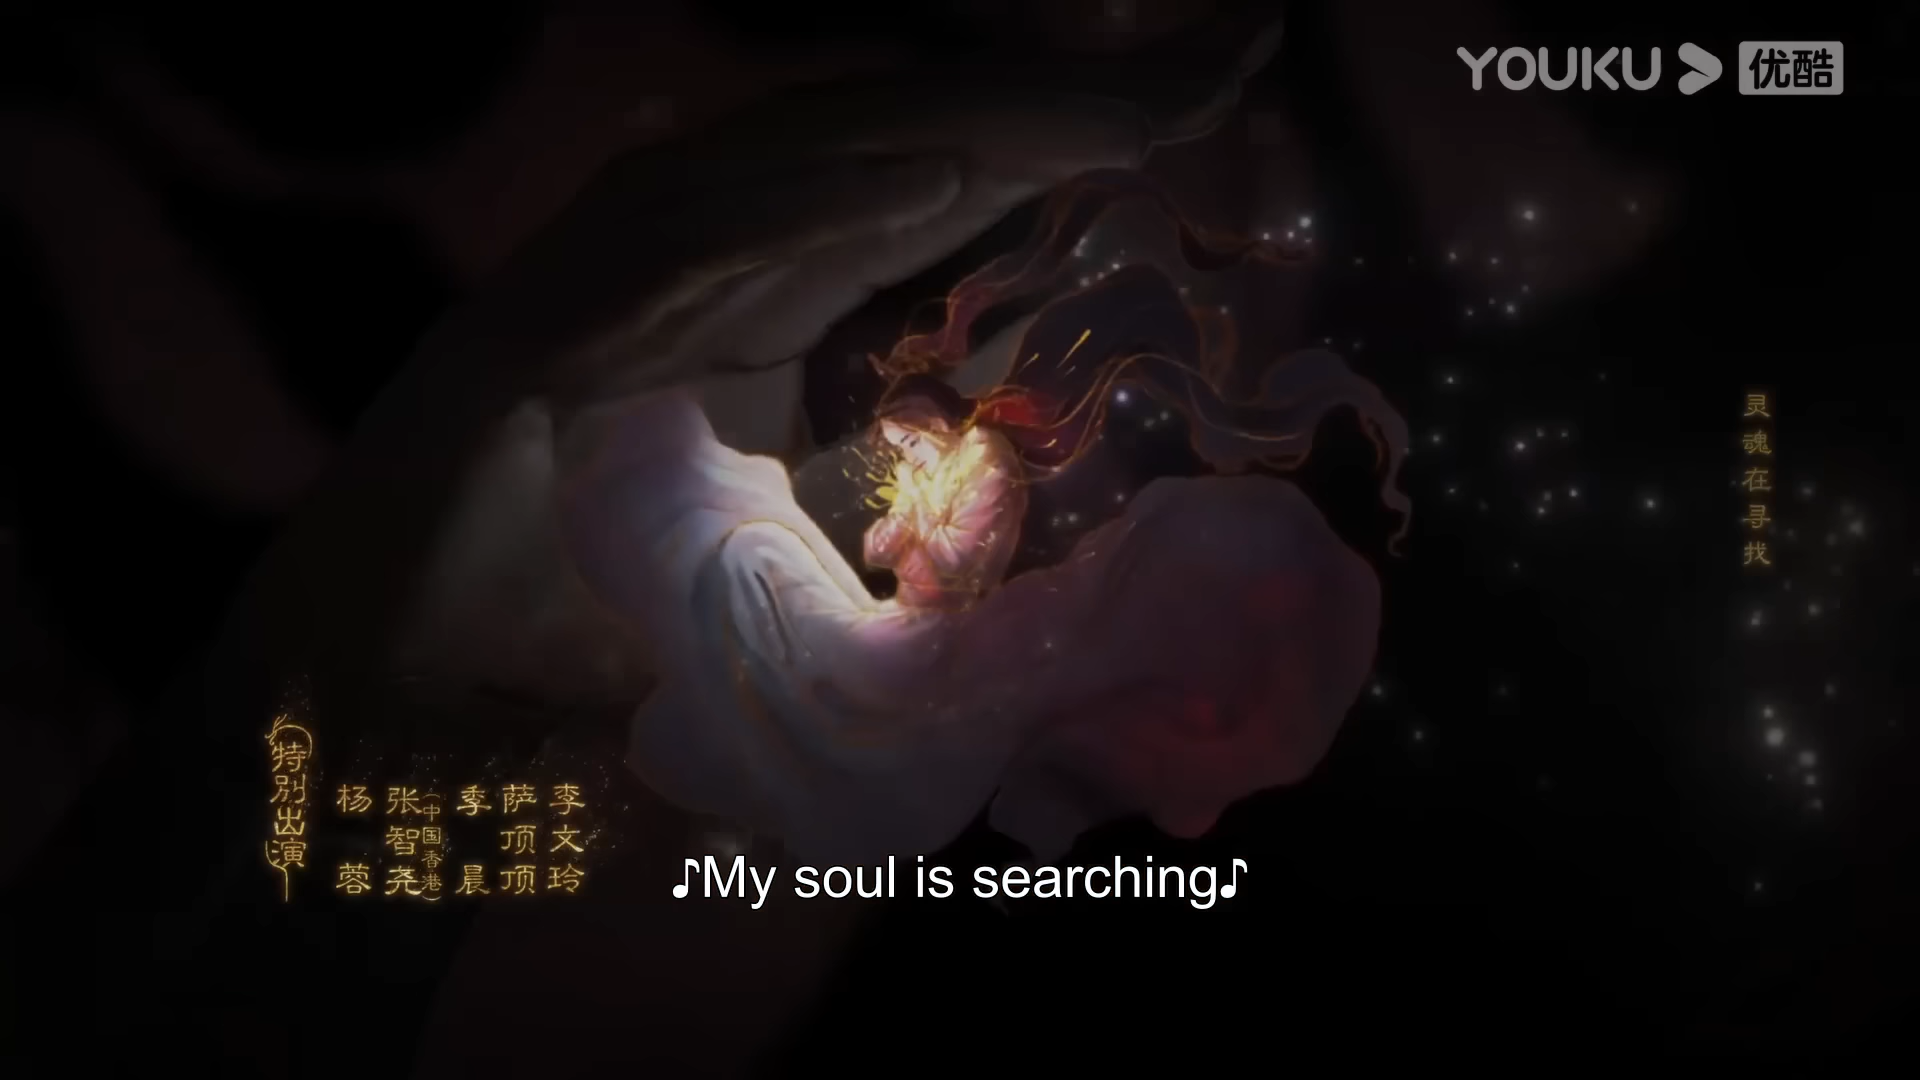 YOUKU 优酷
灵魂在寻找
特别出演
杨蓉
张智尧(中国香港)
季晨
萨顶顶
李文玲
♪My soul is searching♪